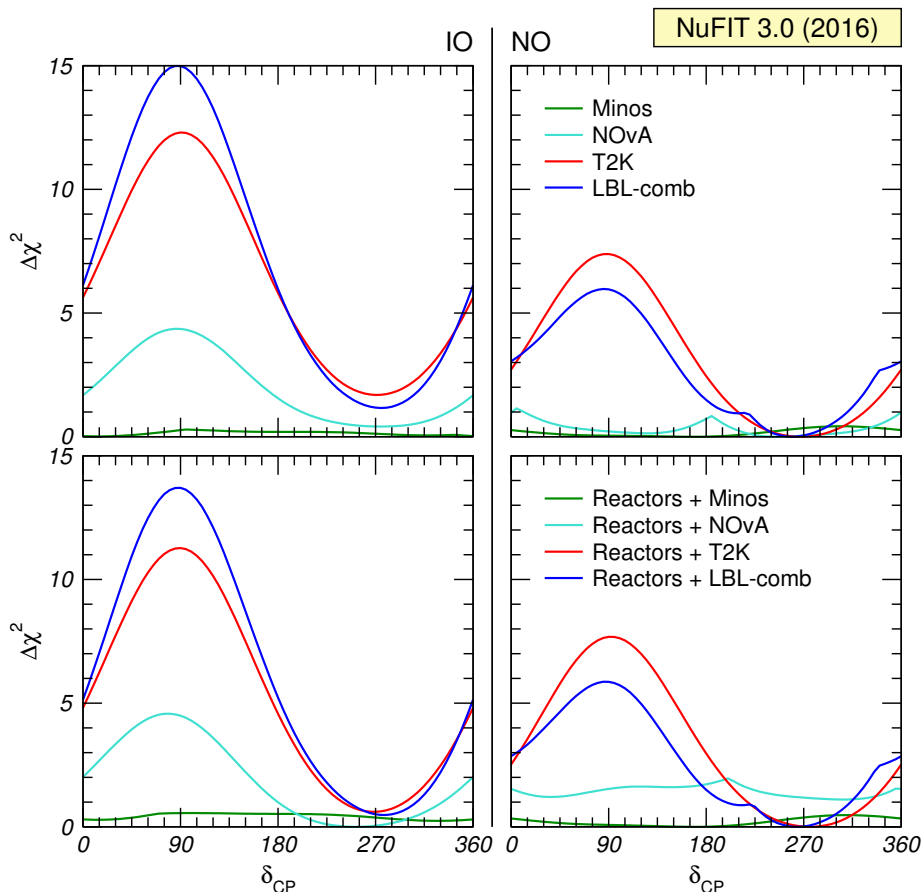 IO
NO
NuFIT 3.0 (2016)
15
10
5
0
Δχ²
Minos
NOvA
T2K
LBL-comb
15
10
5
0
Δχ²
Reactors + Minos
Reactors + NOvA
Reactors + T2K
Reactors + LBL-comb
0 90 180 270 360
0 90 180 270 360
δCP
δCP